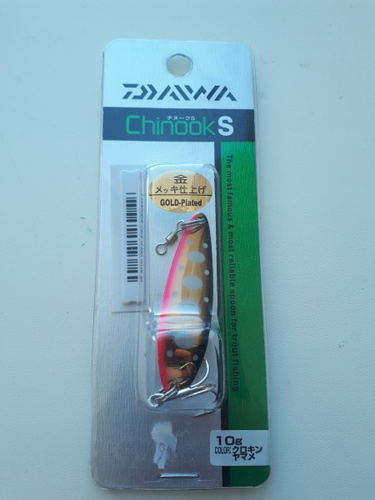 DAIWA
チヌークS
Chinook S
金
メッキ仕上げ
GOLD-Plated
The most famous & most reliable spoon for trout fishing
10g
COLOR: クロキン
ヤマメ